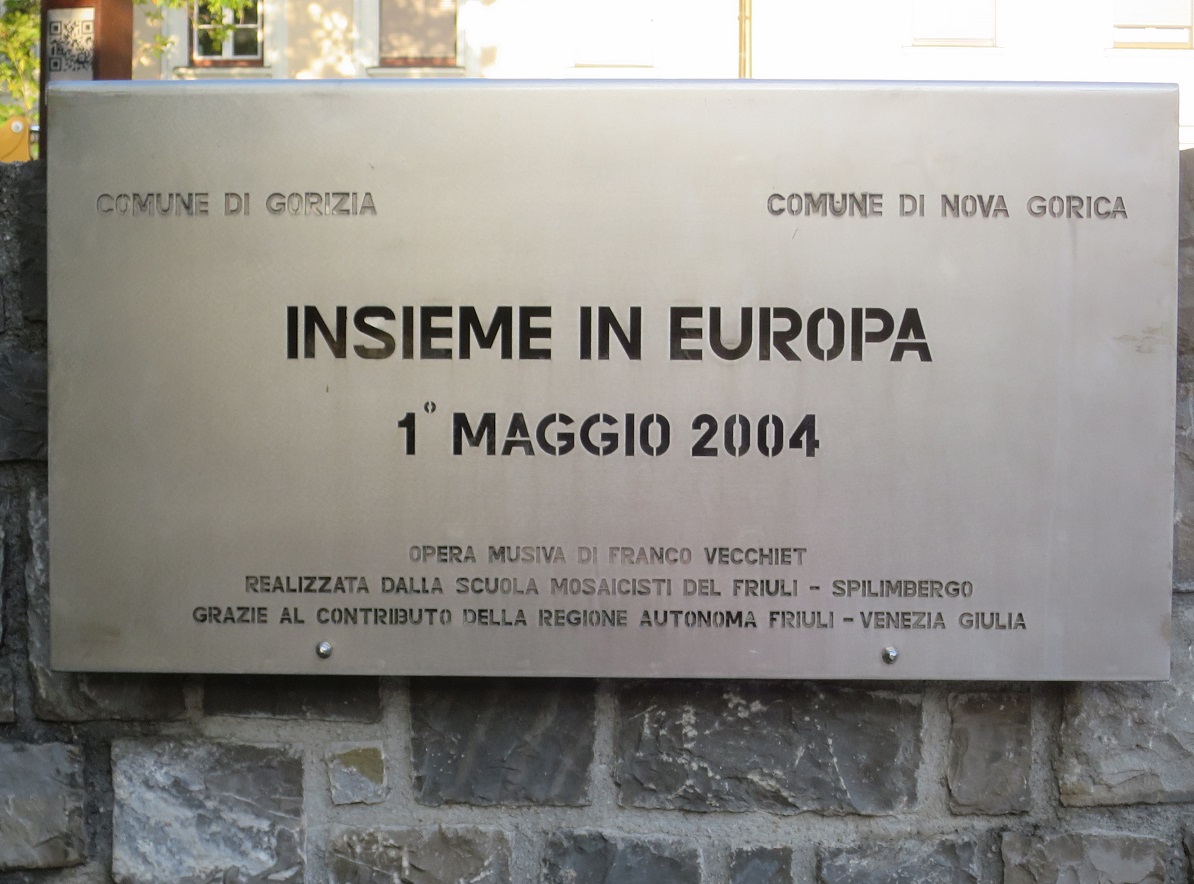 COMUNE DI GORIZIA
COMUNE DI NOVA GORICA
INSIEME IN EUROPA
1° MAGGIO 2004
OPERA MUSIVA DI FRANCO VECCHIET
REALIZZATA DALLA SCUOLA MOSAICISTI DEL FRIULI - SPILIMBERGO
GRAZIE AL CONTRIBUTO DELLA REGIONE AUTONOMA FRIULI - VENEZIA GIULIA